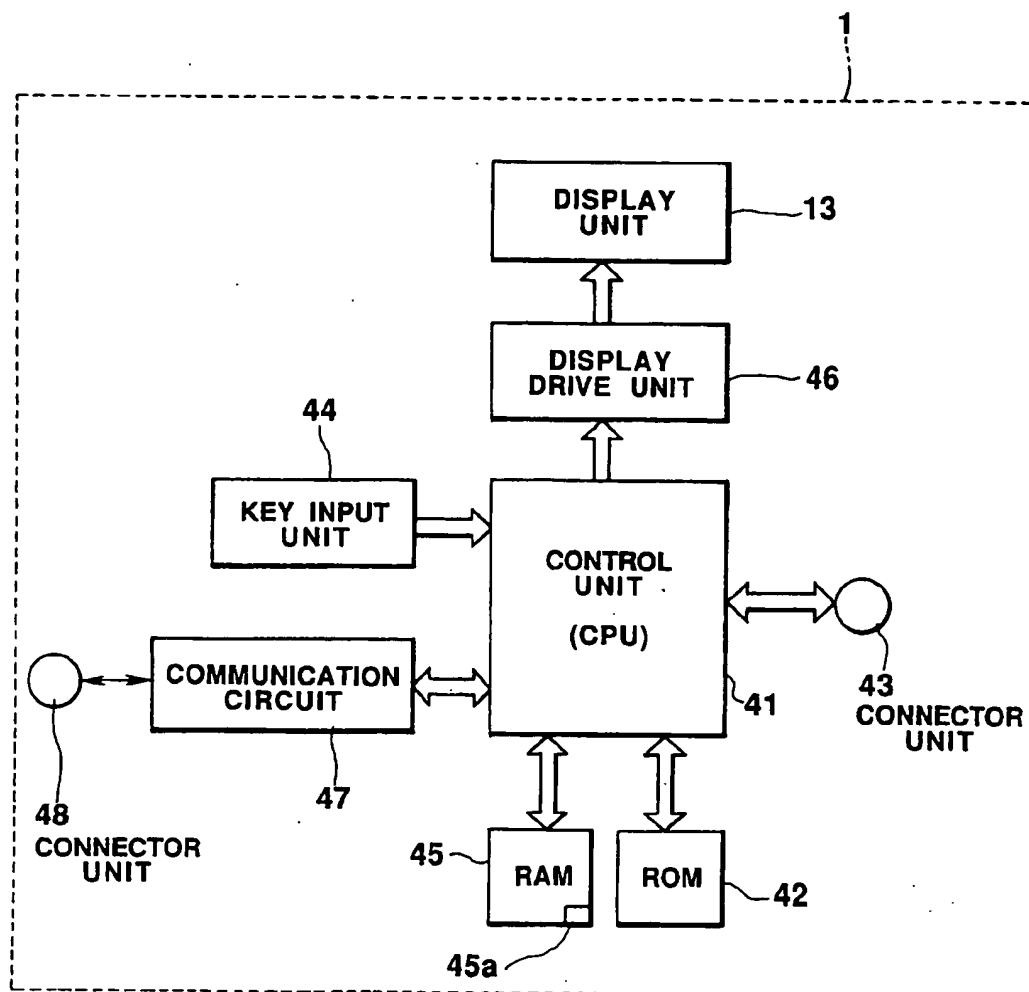 1
DISPLAY
UNIT
13
DISPLAY
DRIVE UNIT
46
44
KEY INPUT
UNIT
CONTROL
UNIT
(CPU)
41
43
CONNECTOR
UNIT
COMMUNICATION
CIRCUIT
47
48
CONNECTOR
UNIT
45
RAM
45a
ROM
42